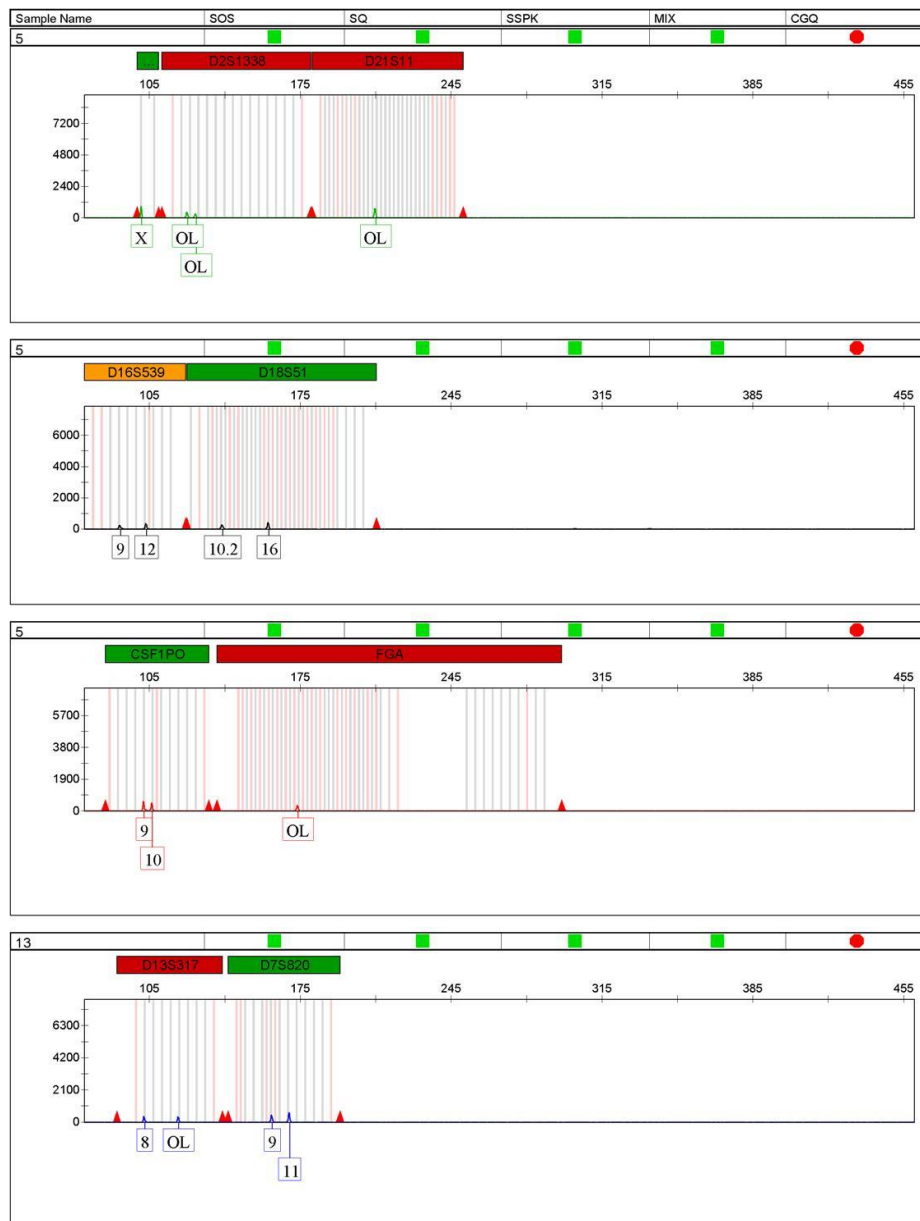 Sample Name SOS SQ SSPK MIX CGQ
5
... D2S1338 D21S11
105 175 245 315 385 455
7200
4800
2400
0
X OL OL
OL
5
D16S539 D18S51
105 175 245 315 385 455
6000
4000
2000
0
9 12 10.2 16
5
CSF1PO FGA
105 175 245 315 385 455
5700
3800
1900
0
9 OL
10
13
D13S317 D7S820
105 175 245 315 385 455
6300
4200
2100
0
8 OL 9
11